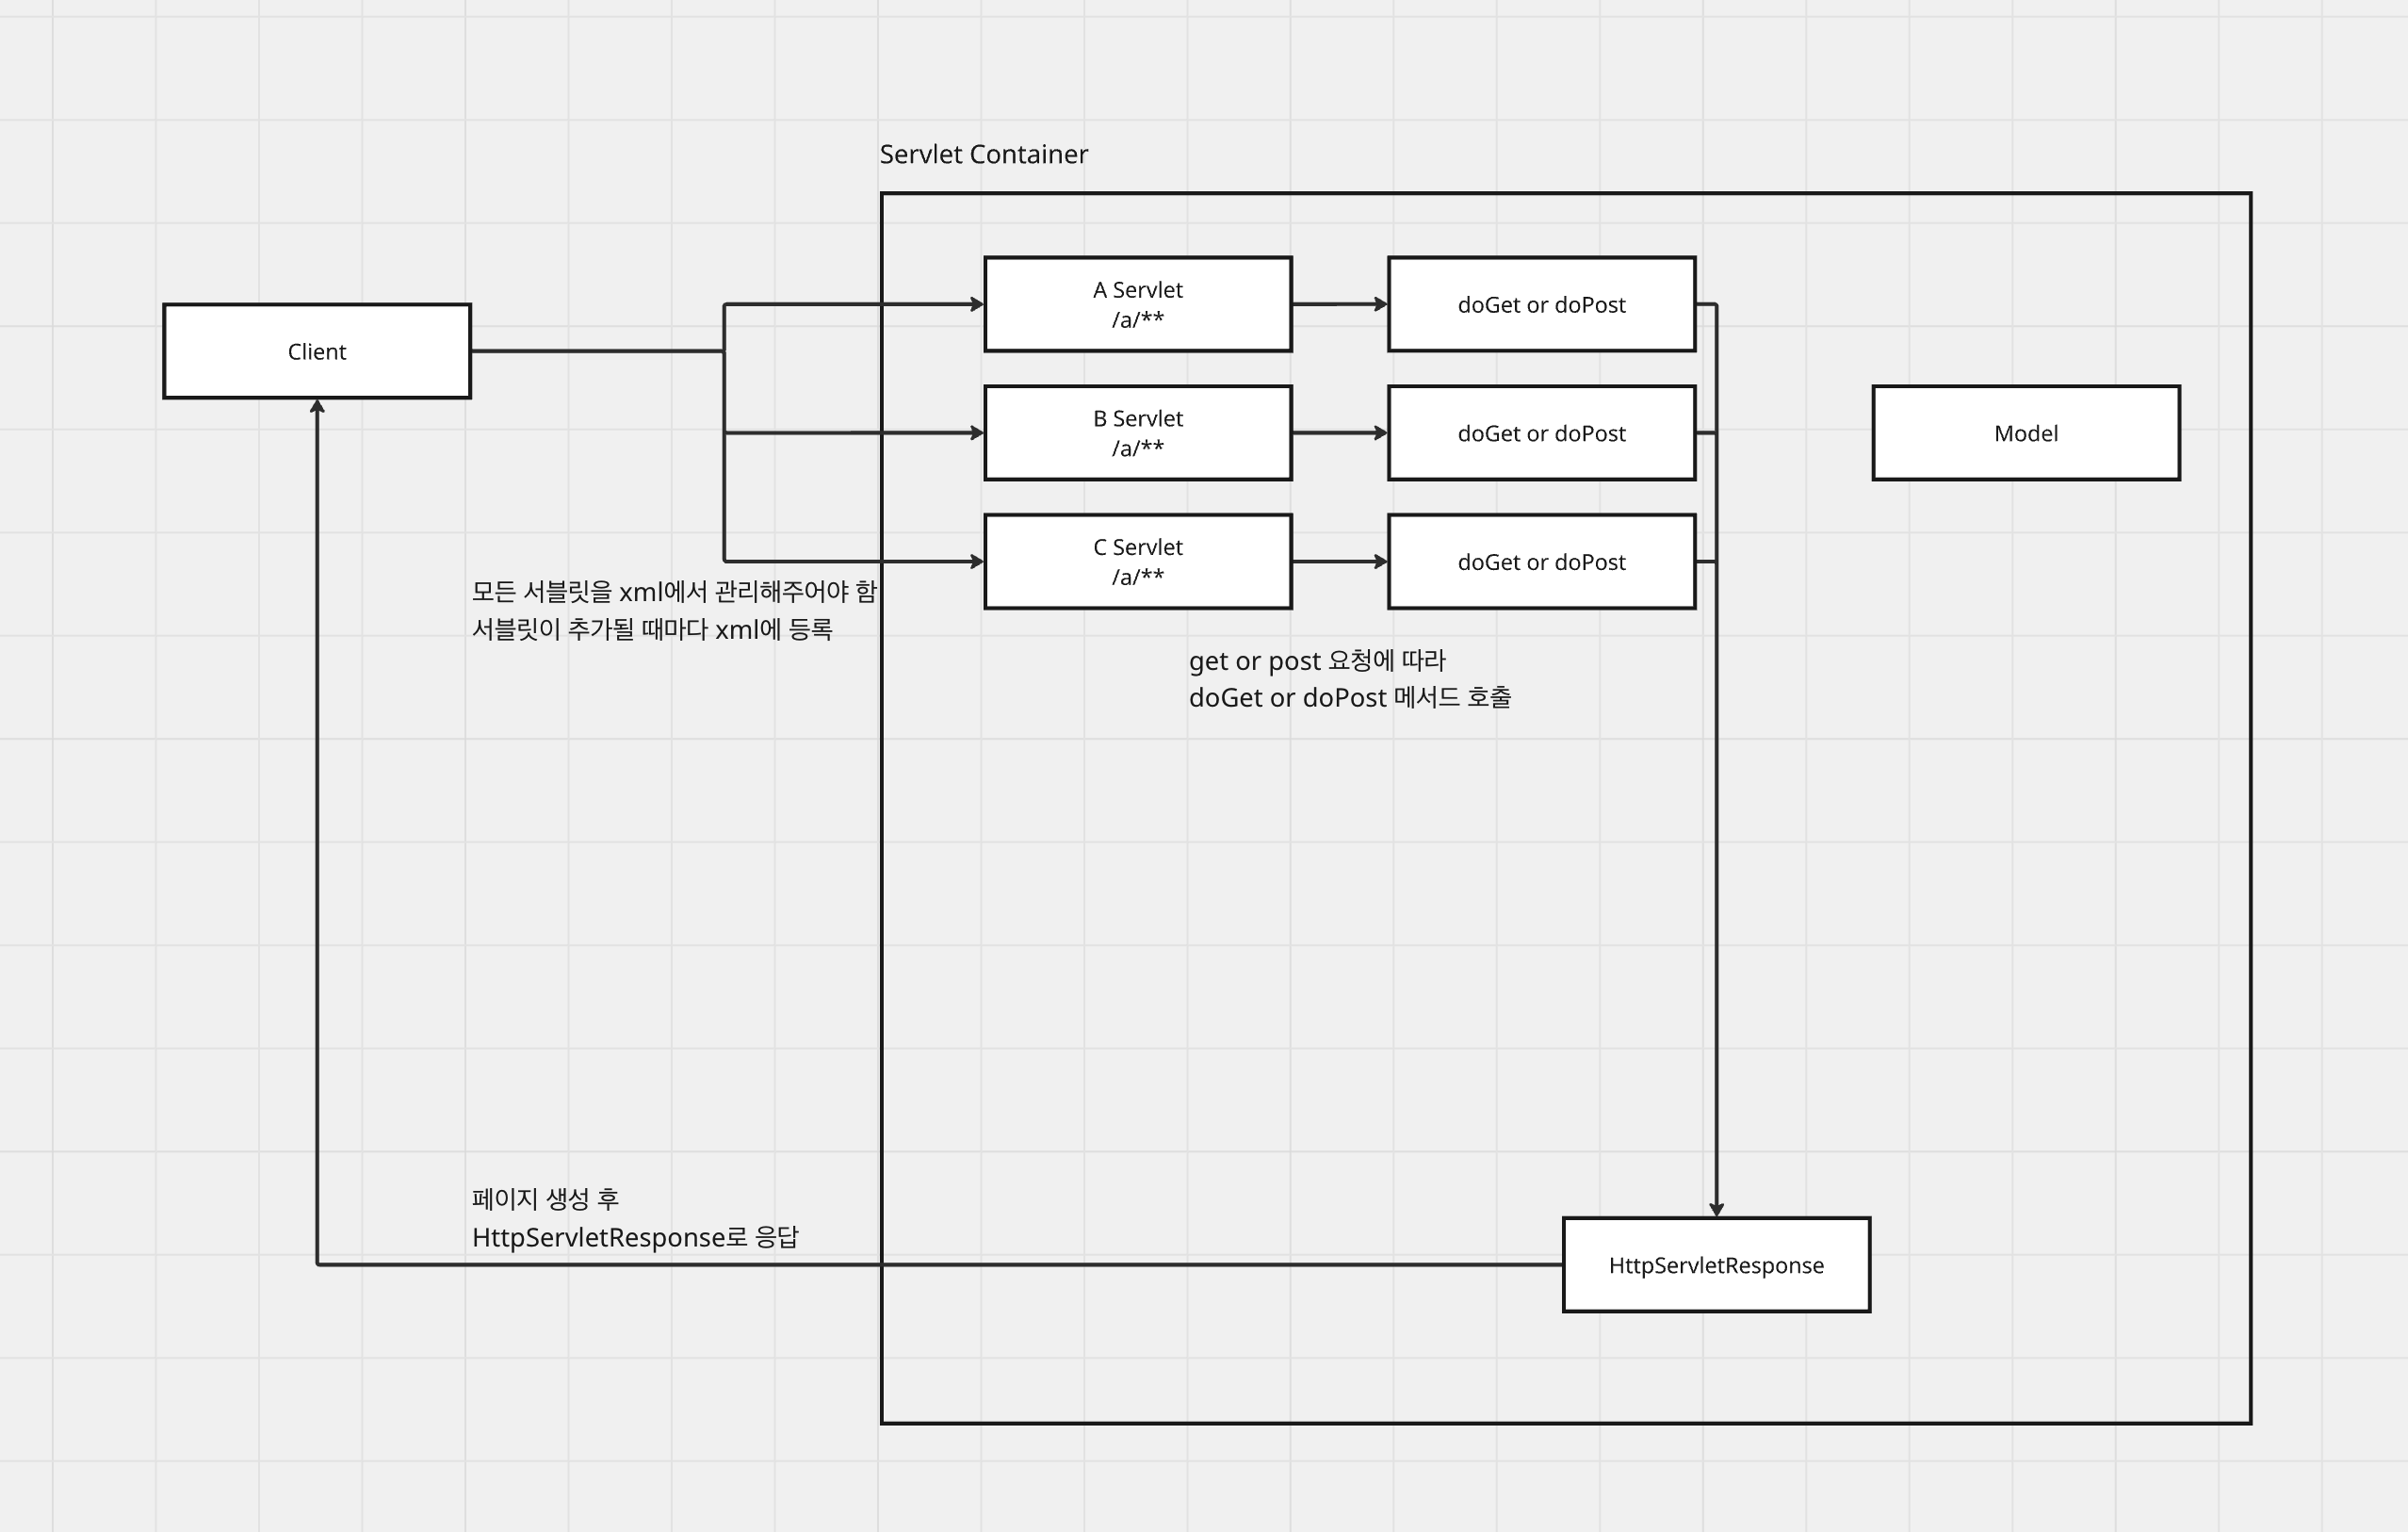 Servlet Container
Client
A Servlet
/a/**
doGet or doPost
B Servlet
/a/**
doGet or doPost
Model
C Servlet
/a/**
doGet or doPost
모든 서블릿을 xml에서 관리해주어야 함
서블릿이 추가될 때마다 xml에 등록
get or post 요청에 따라
doGet or doPost 메서드 호출
페이지 생성 후
HttpServletResponse로 응답
HttpServletResponse